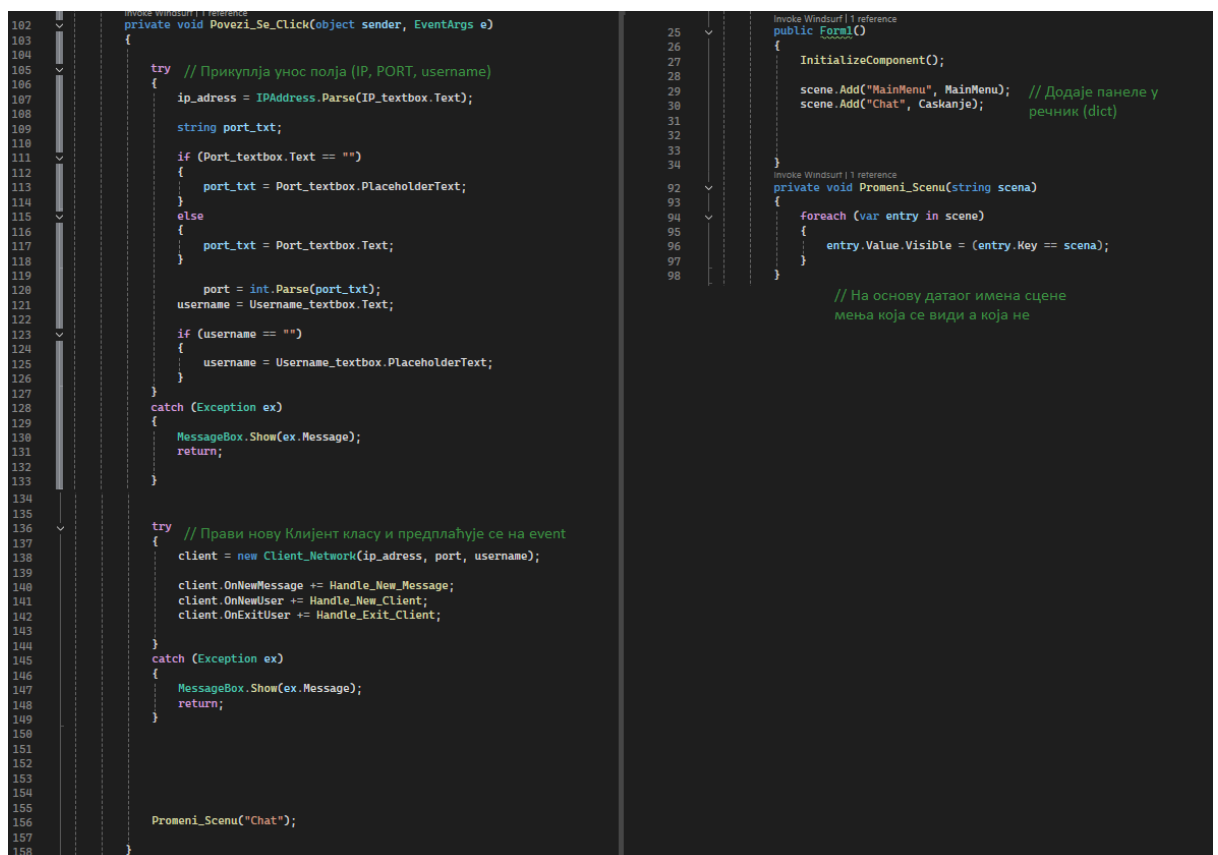 Invoke Windsurf | 1 reference
102 private void Povezi_Se_Click(object sender, EventArgs e)
103 {
104
105 try // Прикупља унос поља (IP, PORT, username)
106 {
107 ip_adress = IPAddress.Parse(IP_textbox.Text);
108
109 string port_txt;
110
111 if (Port_textbox.Text == "")
112 {
113 port_txt = Port_textbox.PlaceholderText;
114 }
115 else
116 {
117 port_txt = Port_textbox.Text;
118 }
119
120 port = int.Parse(port_txt);
121 username = Username_textbox.Text;
122
123 if (username == "")
124 {
125 username = Username_textbox.PlaceholderText;
126 }
127 }
128 catch (Exception ex)
129 {
130 MessageBox.Show(ex.Message);
131 return;
132
133 }
134
135
136 try // Прави нову Клијент класу и предплаћује се на event
137 {
138 client = new Client_Network(ip_adress, port, username);
139
140 client.OnNewMessage += Handle_New_Message;
141 client.OnNewUser += Handle_New_Client;
142 client.OnExitUser += Handle_Exit_Client;
143
144 }
145 catch (Exception ex)
146 {
147 MessageBox.Show(ex.Message);
148 return;
149 }
150
151
152
153
154
155
156 Promeni_Scenu("Chat");
157
158 }
Invoke Windsurf | 1 reference
25 public Form1()
26 {
27 InitializeComponent();
28
29 scene.Add("MainMenu", MainMenu); // Додаје панеле у
30 scene.Add("Chat", Caskanje); речник (dict)
31
32
33
34 }
Invoke Windsurf | 1 reference
92 private void Promeni_Scenu(string scena)
93 {
94 foreach (var entry in scene)
95 {
96 entry.Value.Visible = (entry.Key == scena);
97 }
98 }
// На основу датаог имена сцене
мења која се види а која не